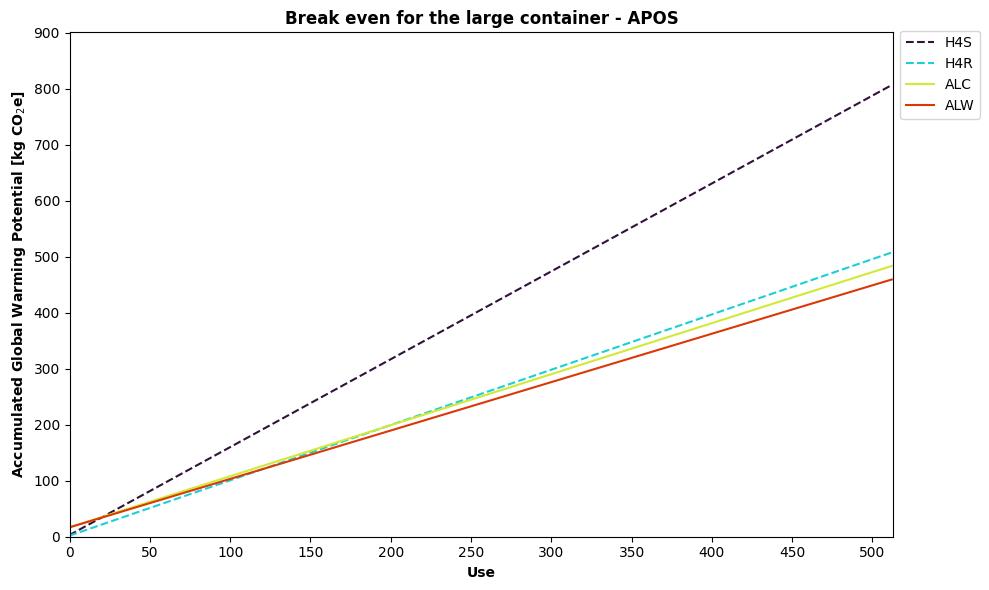 Break even for the large container - APOS
H4S
H4R
ALC
ALW
Accumulated Global Warming Potential [kg CO₂e]
900
800
700
600
500
400
300
200
100
0
0 50 100 150 200 250 300 350 400 450 500
Use